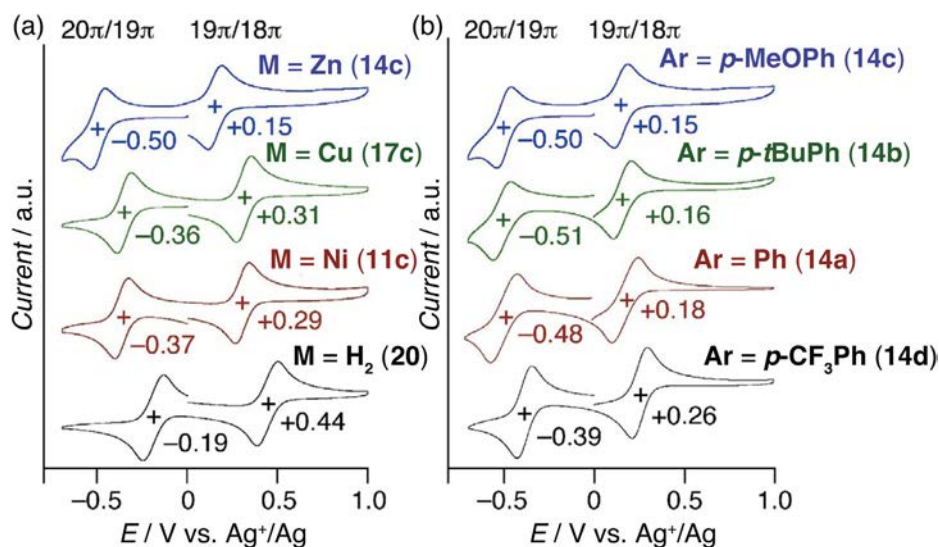 (a) 20π/19π 19π/18π
M = Zn (14c)
−0.50 +0.15
M = Cu (17c)
−0.36 +0.31
M = Ni (11c)
−0.37 +0.29
M = H₂ (20)
−0.19 +0.44
Current / a.u.
−0.5 0 0.5 1.0
E / V vs. Ag⁺/Ag
(b) 20π/19π 19π/18π
Ar = p-MeOPh (14c)
−0.50 +0.15
Ar = p-tBuPh (14b)
−0.51 +0.16
Ar = Ph (14a)
−0.48 +0.18
Ar = p-CF₃Ph (14d)
−0.39 +0.26
Current / a.u.
−0.5 0 0.5 1.0
E / V vs. Ag⁺/Ag